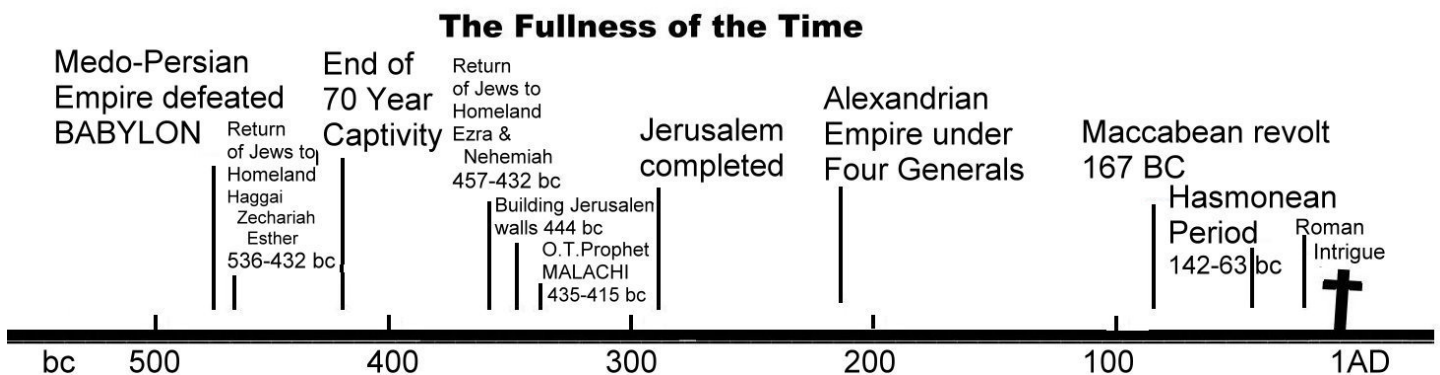 The Fullness of the Time
Medo-Persian
Empire defeated
BABYLON
Return
of Jews to
Homeland
Haggai
Zechariah
Esther
536-432 bc
End of
70 Year
Captivity
Return
of Jews to
Homeland
Ezra &
Nehemiah
457-432 bc
Building Jerusalen
walls 444 bc
O.T.Prophet
MALACHI
435-415 bc
Jerusalem
completed
Alexandrian
Empire under
Four Generals
Maccabean revolt
167 BC
Hasmonean
Period
142-63 bc
Roman
Intrigue
bc 500 400 300 200 100 1AD